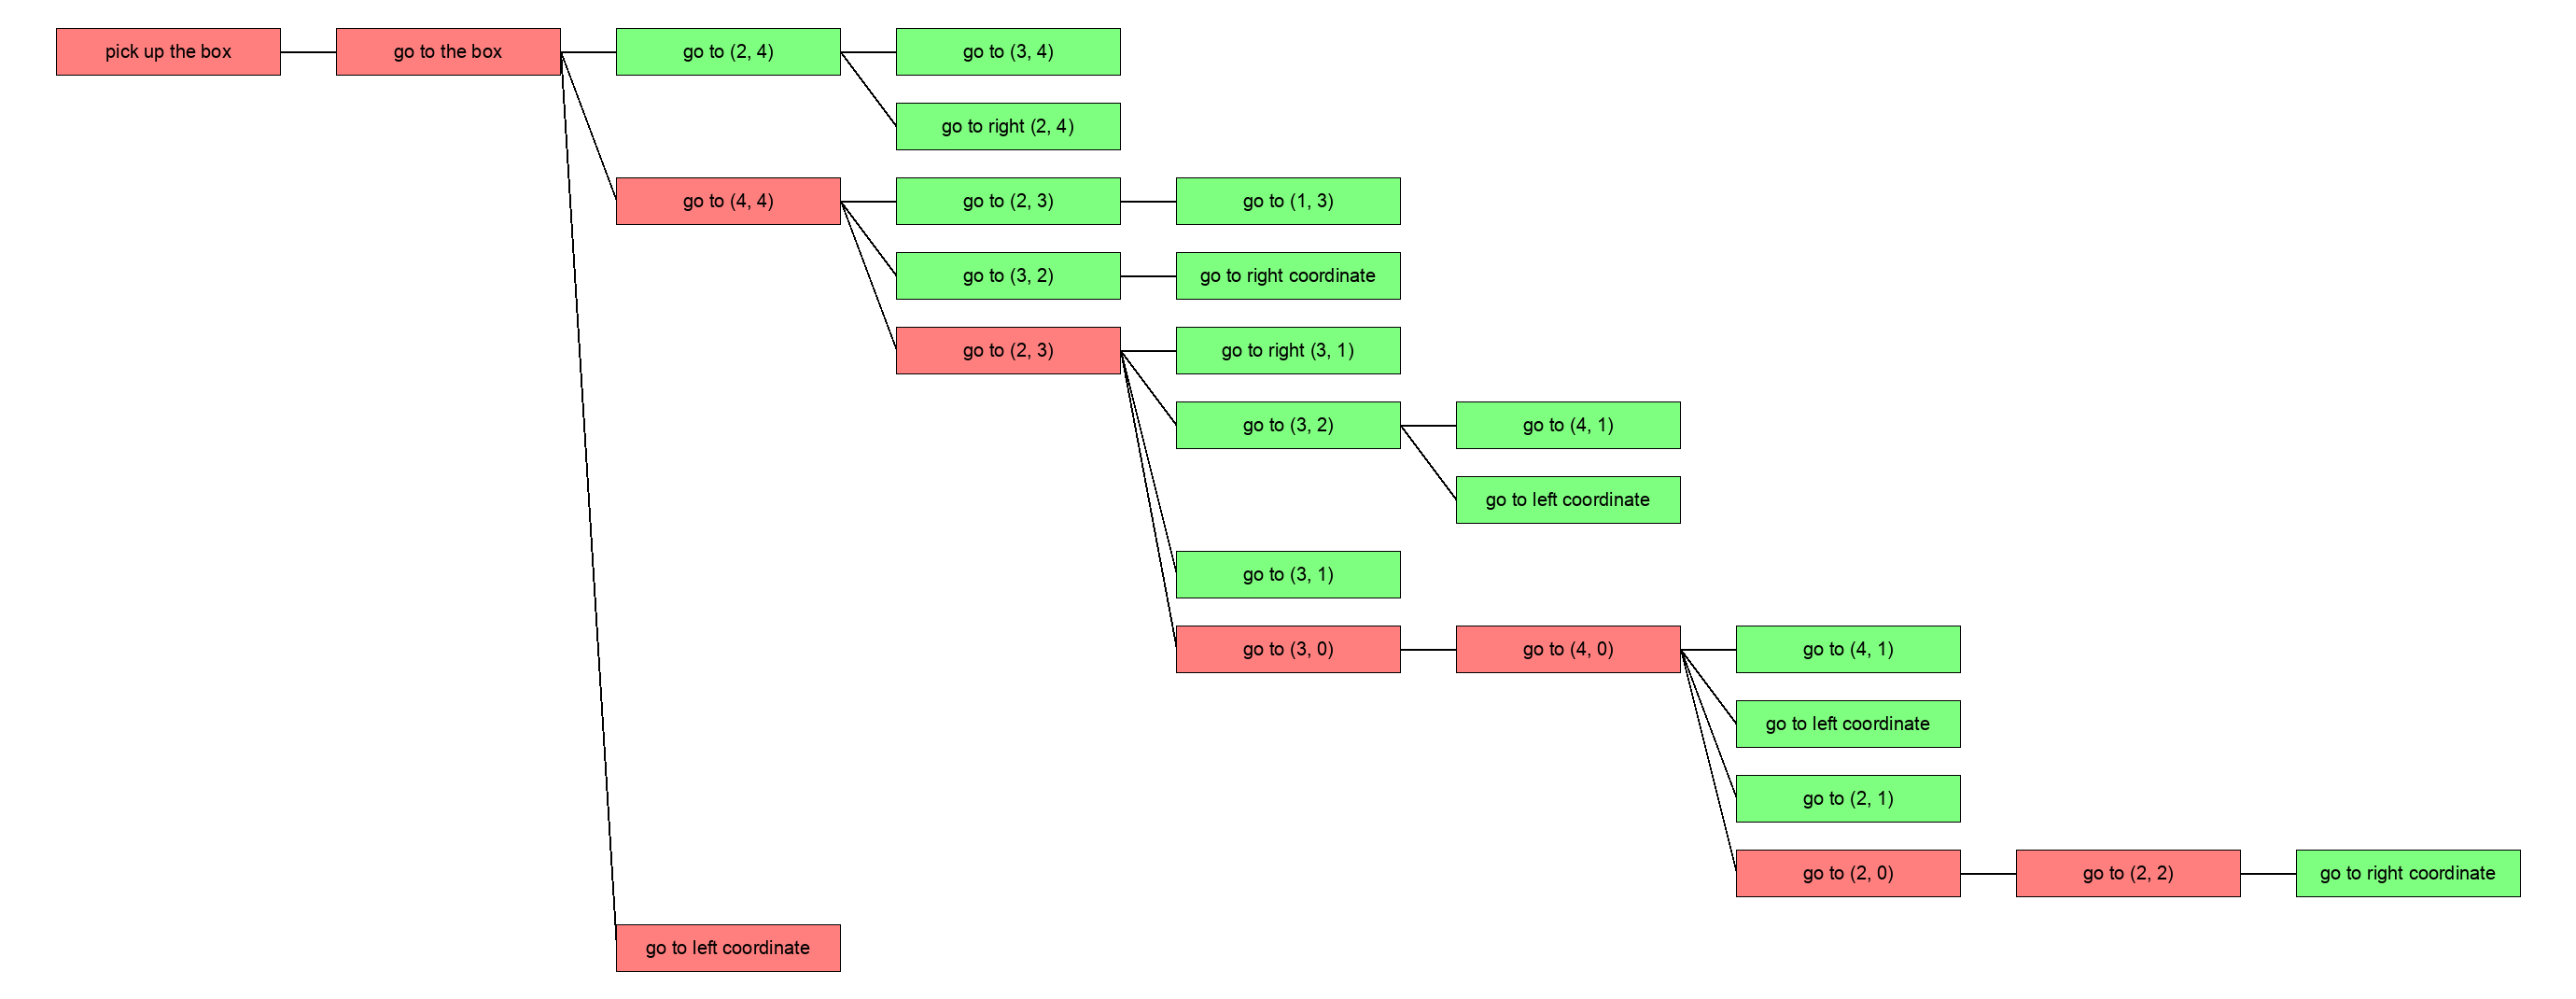 pick up the box
go to the box
go to (2, 4)
go to (3, 4)
go to right (2, 4)
go to (4, 4)
go to (2, 3)
go to (1, 3)
go to (3, 2)
go to right coordinate
go to (2, 3)
go to right (3, 1)
go to (3, 2)
go to (4, 1)
go to left coordinate
go to (3, 1)
go to (3, 0)
go to (4, 0)
go to (4, 1)
go to left coordinate
go to (2, 1)
go to (2, 0)
go to (2, 2)
go to right coordinate
go to left coordinate